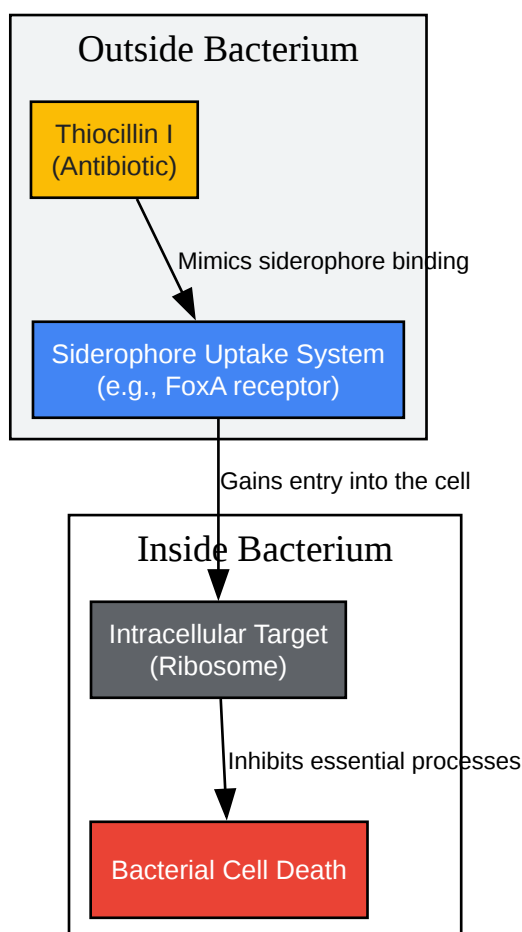 Outside Bacterium
Thiocillin I
(Antibiotic)
Mimics siderophore binding
Siderophore Uptake System
(e.g., FoxA receptor)
Gains entry into the cell
Inside Bacterium
Intracellular Target
(Ribosome)
Inhibits essential processes
Bacterial Cell Death